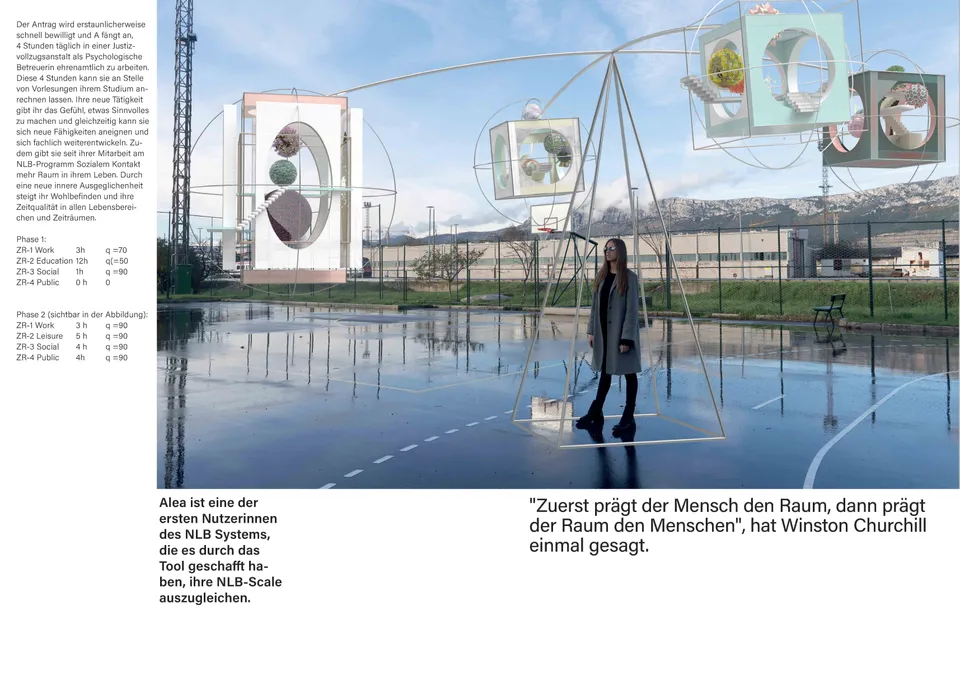 Der Antrag wird erstaunlicherweise
schnell bewilligt und A fängt an,
4 Stunden täglich in einer Justiz-
vollzugsanstalt als Psychologische
Betreuerin ehrenamtlich zu arbeiten.
Diese 4 Stunden kann sie an Stelle
von Vorlesungen ihrem Studium an-
rechnen lassen. Ihre neue Tätigkeit
gibt ihr das Gefühl, etwas Sinnvolles
zu machen und gleichzeitig kann sie
sich neue Fähigkeiten aneignen und
sich fachlich weiterentwickeln. Zu-
dem gibt sie seit ihrer Mitarbeit am
NLB-Programm Sozialem Kontakt
mehr Raum in ihrem Leben. Durch
eine neue innere Ausgeglichenheit
steigt ihr Wohlbefinden und ihre
Zeitqualität in allen Lebensberei-
chen und Zeiträumen.
Phase 1:
ZR-1 Work 3h q =70
ZR-2 Education 12h q(=50
ZR-3 Social 1h q =90
ZR-4 Public 0 h 0
Phase 2 (sichtbar in der Abbildung):
ZR-1 Work 3 h q =90
ZR-2 Leisure 5 h q =90
ZR-3 Social 4 h q =90
ZR-4 Public 4h q =90
Alea ist eine der
ersten Nutzerinnen
des NLB Systems,
die es durch das
Tool geschafft ha-
ben, ihre NLB-Scale
auszugleichen.
"Zuerst prägt der Mensch den Raum, dann prägt
der Raum den Menschen", hat Winston Churchill
einmal gesagt.